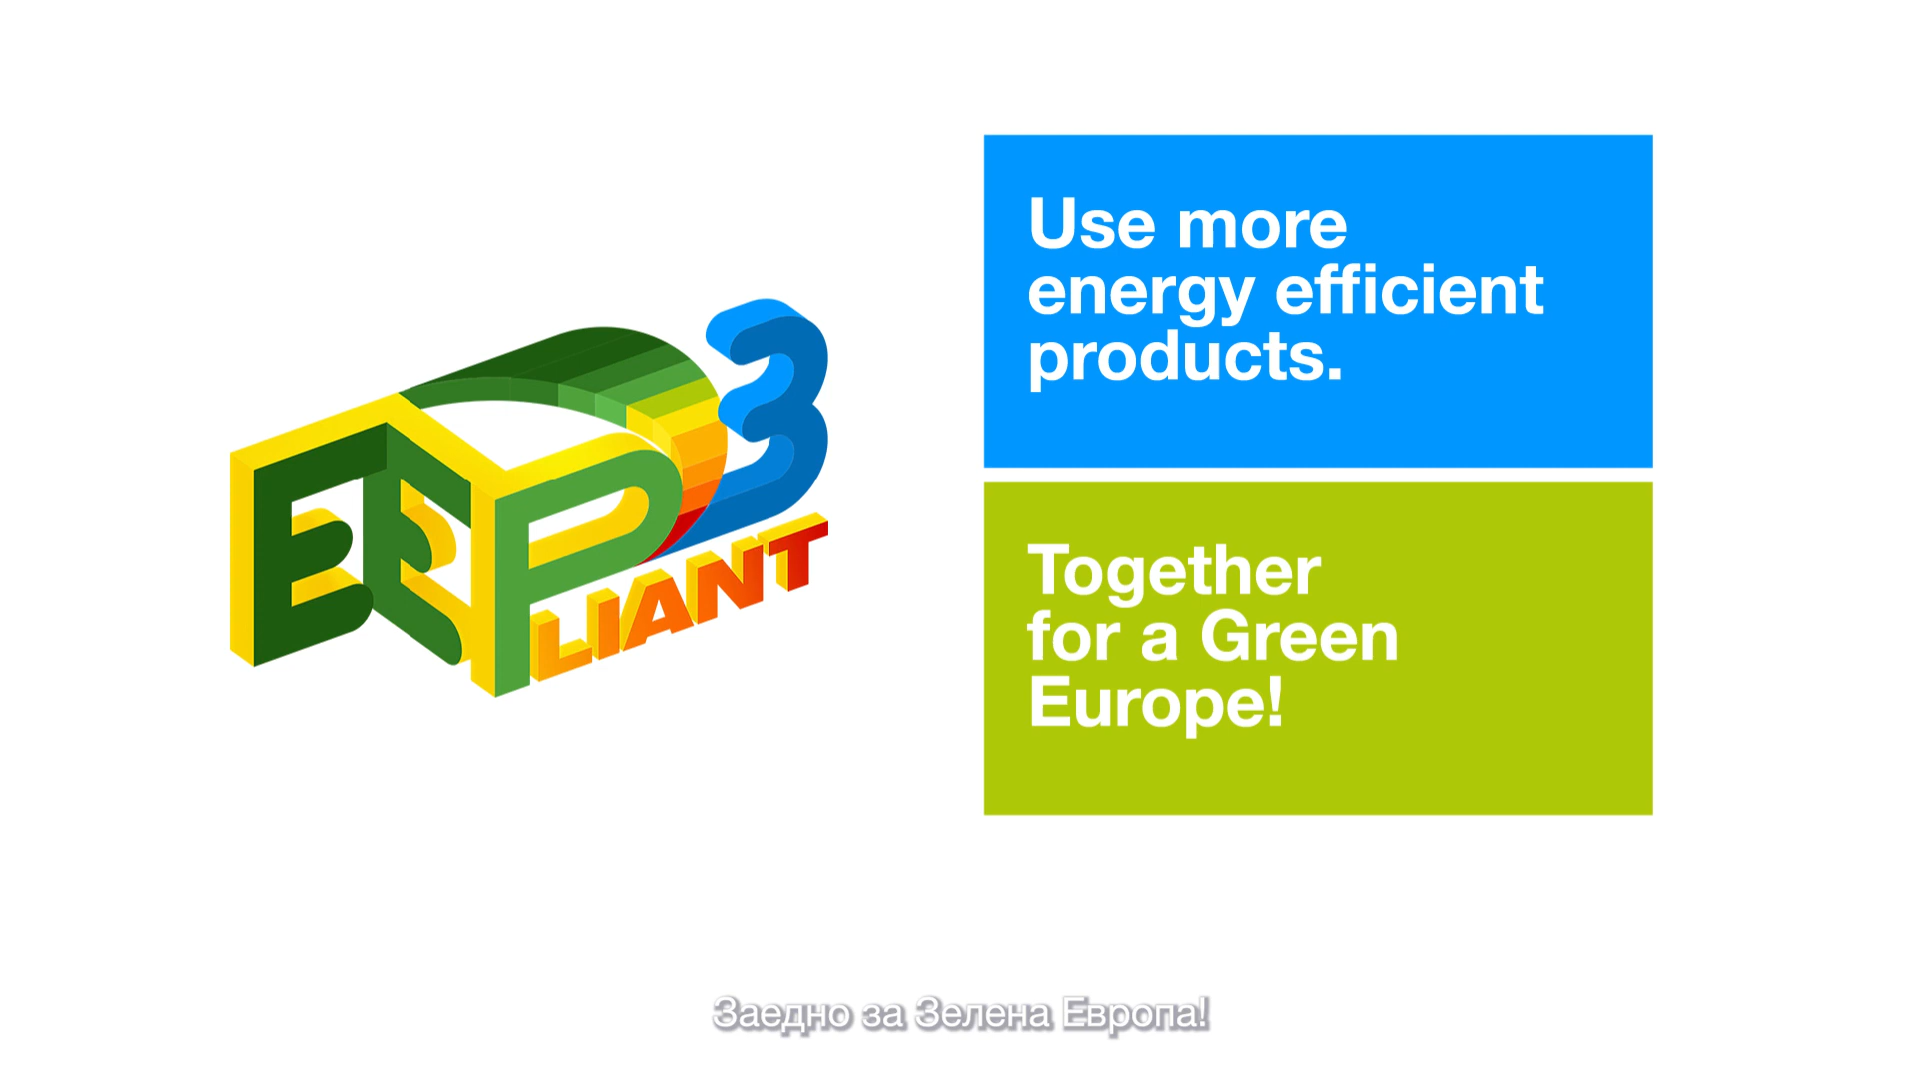 EEPLIANT3
Use more
energy efficient
products.
Together
for a Green
Europe!
Заедно за Зелена Европа!